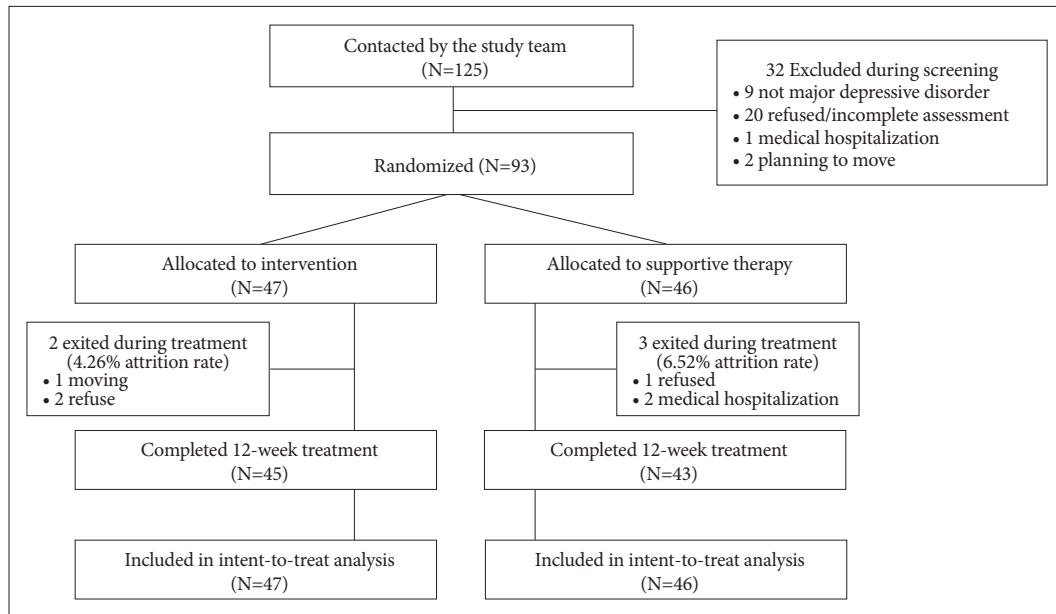 Contacted by the study team
(N=125)
32 Excluded during screening
• 9 not major depressive disorder
• 20 refused/incomplete assessment
• 1 medical hospitalization
• 2 planning to move
Randomized (N=93)
Allocated to intervention
(N=47)
Allocated to supportive therapy
(N=46)
2 exited during treatment
(4.26% attrition rate)
• 1 moving
• 2 refuse
3 exited during treatment
(6.52% attrition rate)
• 1 refused
• 2 medical hospitalization
Completed 12-week treatment
(N=45)
Completed 12-week treatment
(N=43)
Included in intent-to-treat analysis
(N=47)
Included in intent-to-treat analysis
(N=46)